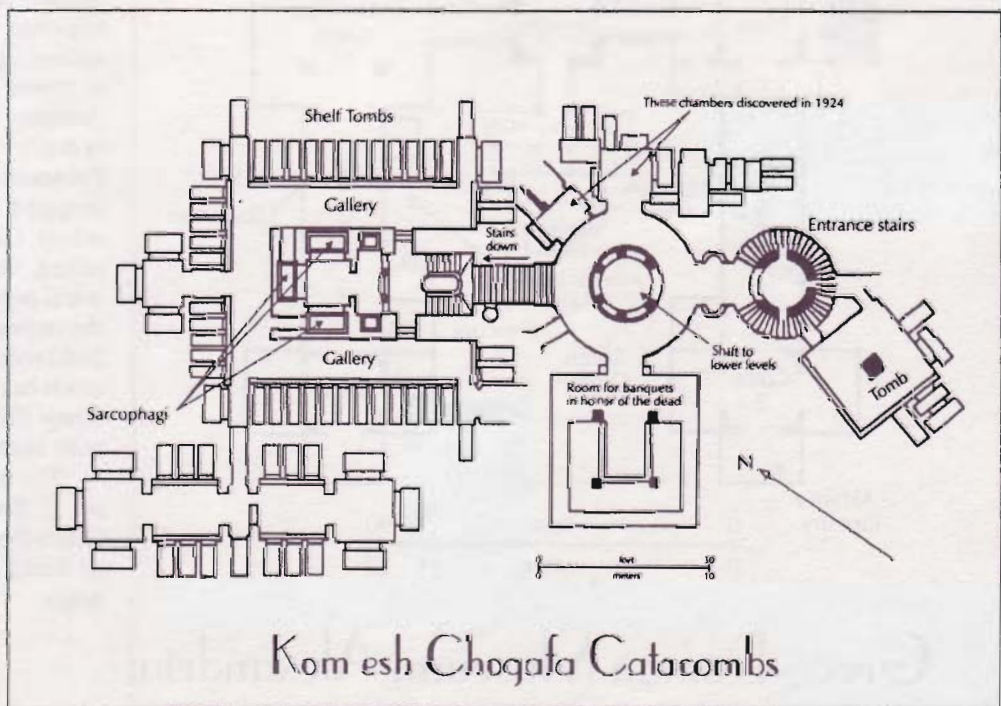 These chambers discovered in 1924
Shelf Tombs
Gallery
Stairs
down
Entrance stairs
Gallery
Shaft to
lower levels
Room for banquets
in honor of the dead
Tomb
Sarcophagi
N
0 feet 30
0 meters 10
Kom esh Chogafa Catacombs